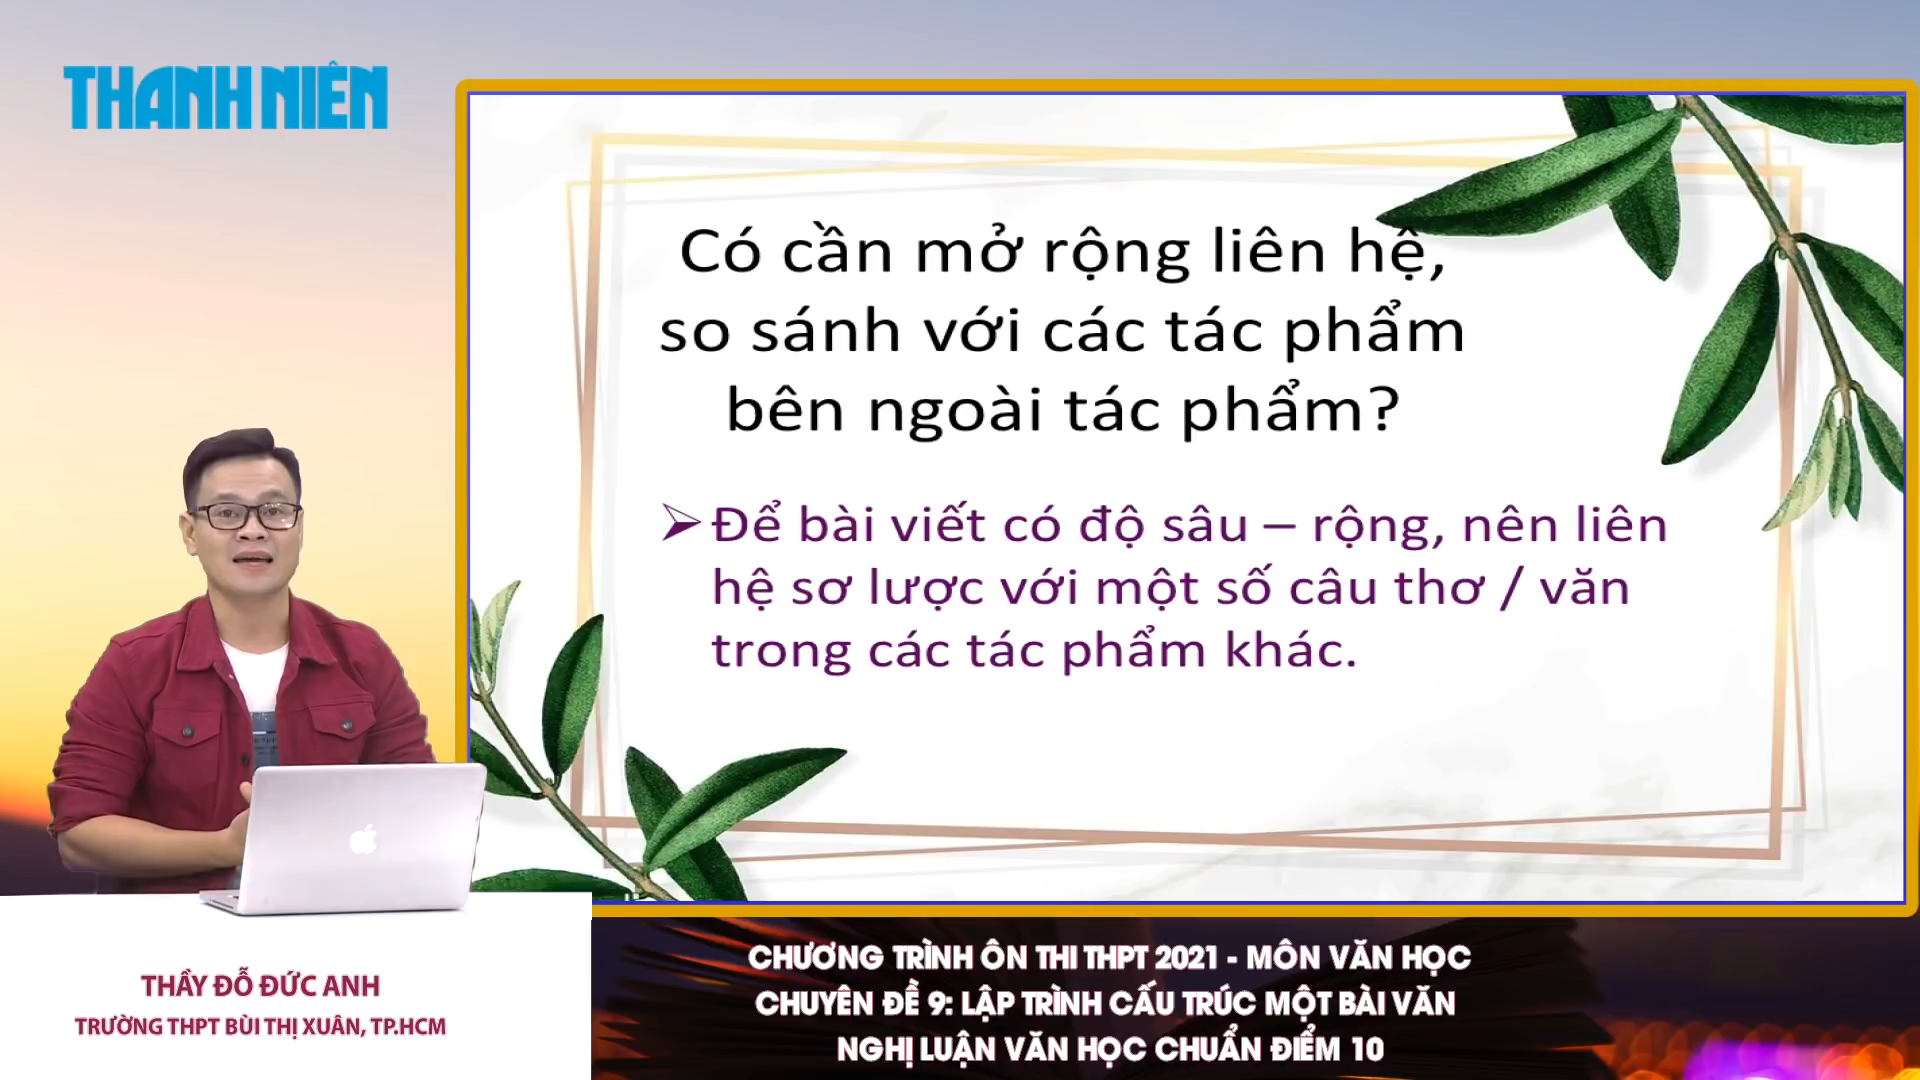 THANH NIÊN
Có cần mở rộng liên hệ,
so sánh với các tác phẩm
bên ngoài tác phẩm?
➢Để bài viết có độ sâu – rộng, nên liên
hệ sơ lược với một số câu thơ / văn
trong các tác phẩm khác.
THẦY ĐỖ ĐỨC ANH
TRƯỜNG THPT BÙI THỊ XUÂN, TP.HCM
CHƯƠNG TRÌNH ÔN THI THPT 2021 - MÔN VĂN HỌC
CHUYÊN ĐỀ 9: LẬP TRÌNH CẤU TRÚC MỘT BÀI VĂN
NGHỊ LUẬN VĂN HỌC CHUẨN ĐIỂM 10